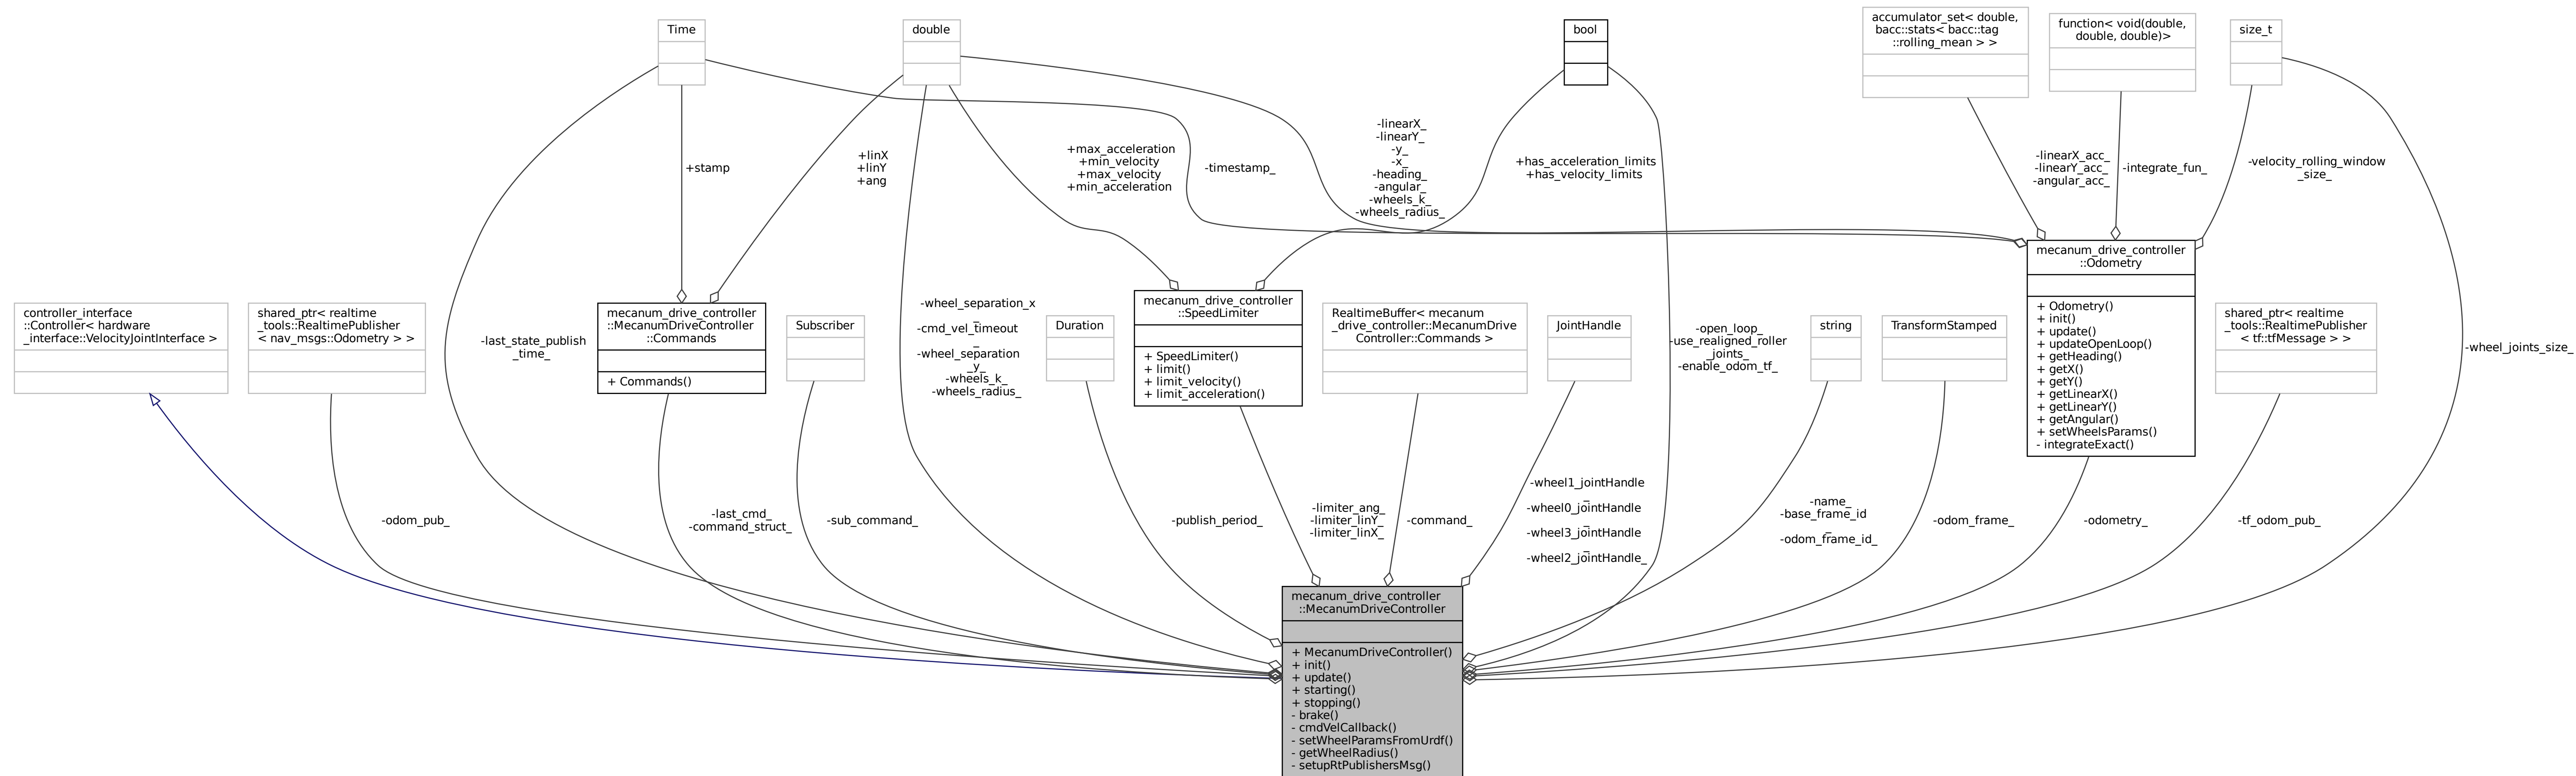 Time
double
bool
accumulator_set< double,
bacc::stats< bacc::tag
::rolling_mean > >
function< void(double,
double, double)>
size_t
+stamp
+linX
+linY
+ang
+max_acceleration
+min_velocity
+max_velocity
+min_acceleration
-timestamp_
-linearX_
-linearY_
-y_
-x_
-heading_
-angular_
-wheels_k_
-wheels_radius_
+has_acceleration_limits
+has_velocity_limits
-linearX_acc_
-linearY_acc_
-angular_acc_
-integrate_fun_
-velocity_rolling_window
_size_
controller_interface
::Controller< hardware
_interface::VelocityJointInterface >
shared_ptr< realtime
_tools::RealtimePublisher
< nav_msgs::Odometry > >
-last_state_publish
_time_
mecanum_drive_controller
::MecanumDriveController
::Commands
+ Commands()
Subscriber
-wheel_separation_x
_
-cmd_vel_timeout
_
-wheel_separation
_y_
-wheels_k_
-wheels_radius_
Duration
mecanum_drive_controller
::SpeedLimiter
+ SpeedLimiter()
+ limit()
+ limit_velocity()
+ limit_acceleration()
RealtimeBuffer< mecanum
_drive_controller::MecanumDrive
Controller::Commands >
JointHandle
-open_loop_
-use_realigned_roller
_joints_
-enable_odom_tf_
string
TransformStamped
mecanum_drive_controller
::Odometry
+ Odometry()
+ init()
+ update()
+ updateOpenLoop()
+ getHeading()
+ getX()
+ getY()
+ getLinearX()
+ getLinearY()
+ getAngular()
+ setWheelsParams()
- integrateExact()
shared_ptr< realtime
_tools::RealtimePublisher
< tf::tfMessage > >
-wheel_joints_size_
-odom_pub_
-last_cmd_
-command_struct_
-sub_command_
-publish_period_
-limiter_ang_
-limiter_linY_
-limiter_linX_
-command_
-wheel1_jointHandle
_
-wheel0_jointHandle
_
-wheel3_jointHandle
_
-wheel2_jointHandle_
-name_
-base_frame_id
_
-odom_frame_id_
-odom_frame_
-odometry_
-tf_odom_pub_
mecanum_drive_controller
::MecanumDriveController
+ MecanumDriveController()
+ init()
+ update()
+ starting()
+ stopping()
- brake()
- cmdVelCallback()
- setWheelParamsFromUrdf()
- getWheelRadius()
- setupRtPublishersMsg()